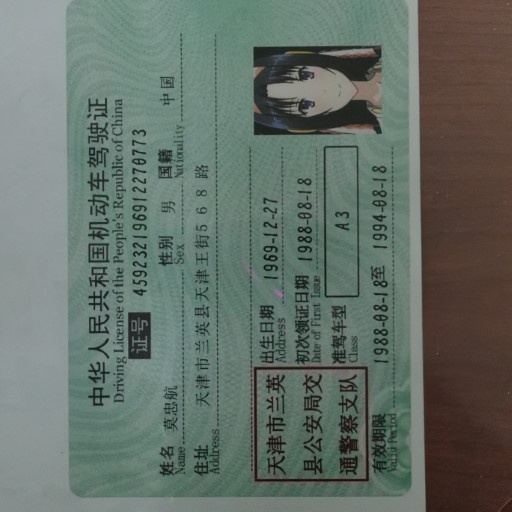 中华人民共和国机动车驾驶证
Driving License of the People's Republic of China
证号 459232196912270773
姓名 莫忠航 性别 男 国籍 中国
Name Sex Nationality
住址 天津市兰英县天津王街568路
Address
天津市兰英
县公安局交
通警察支队
出生日期 1969-12-27
Address
初次领证日期 1988-08-18
Date of First Issue
准驾车型 A3
Class
有效期限 1988-08-18至 1994-08-18
Valid Period